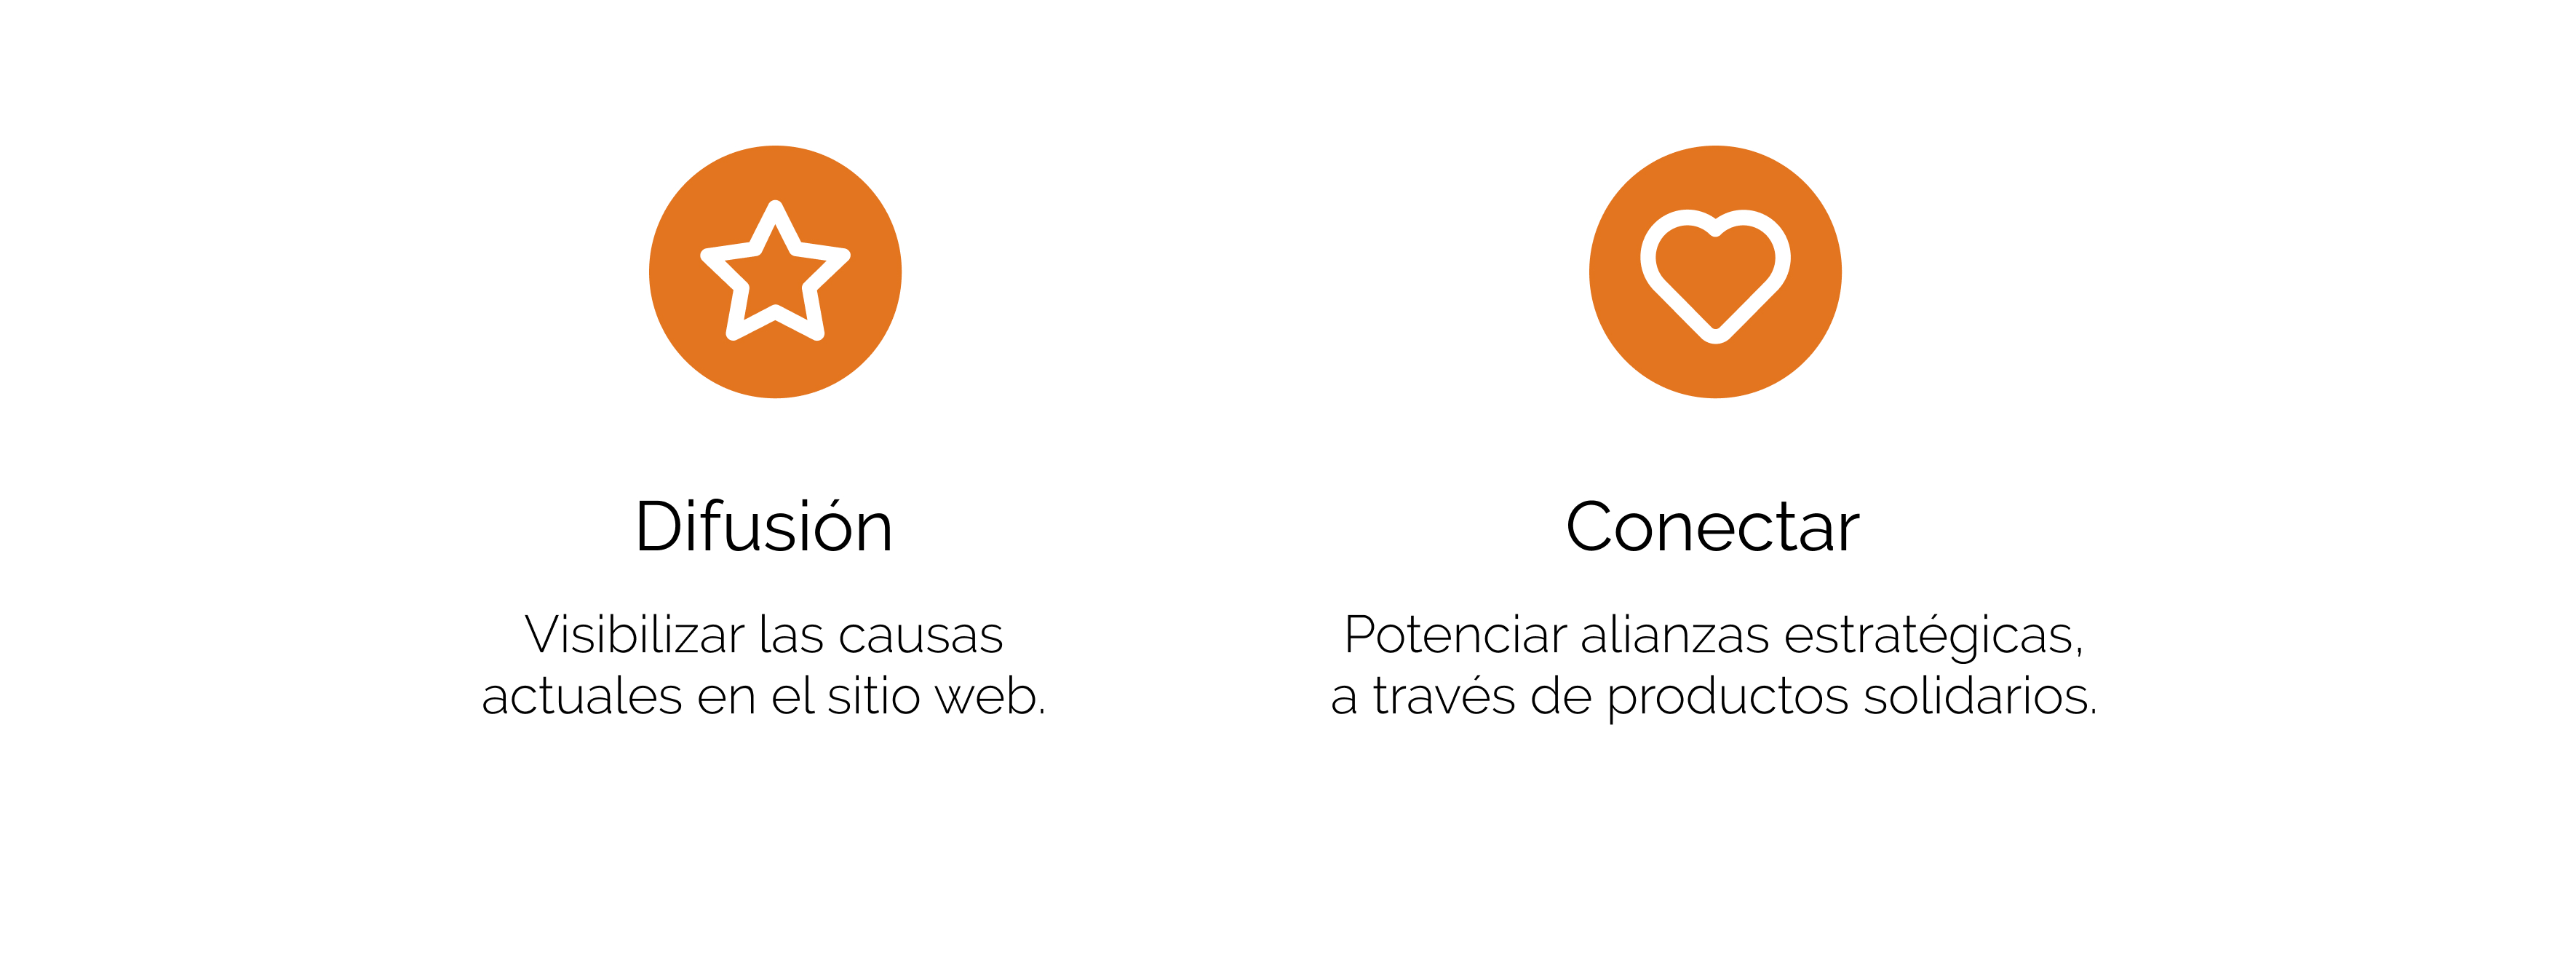 Difusión
Visibilizar las causas
actuales en el sitio web.
Conectar
Potenciar alianzas estratégicas,
a través de productos solidarios.